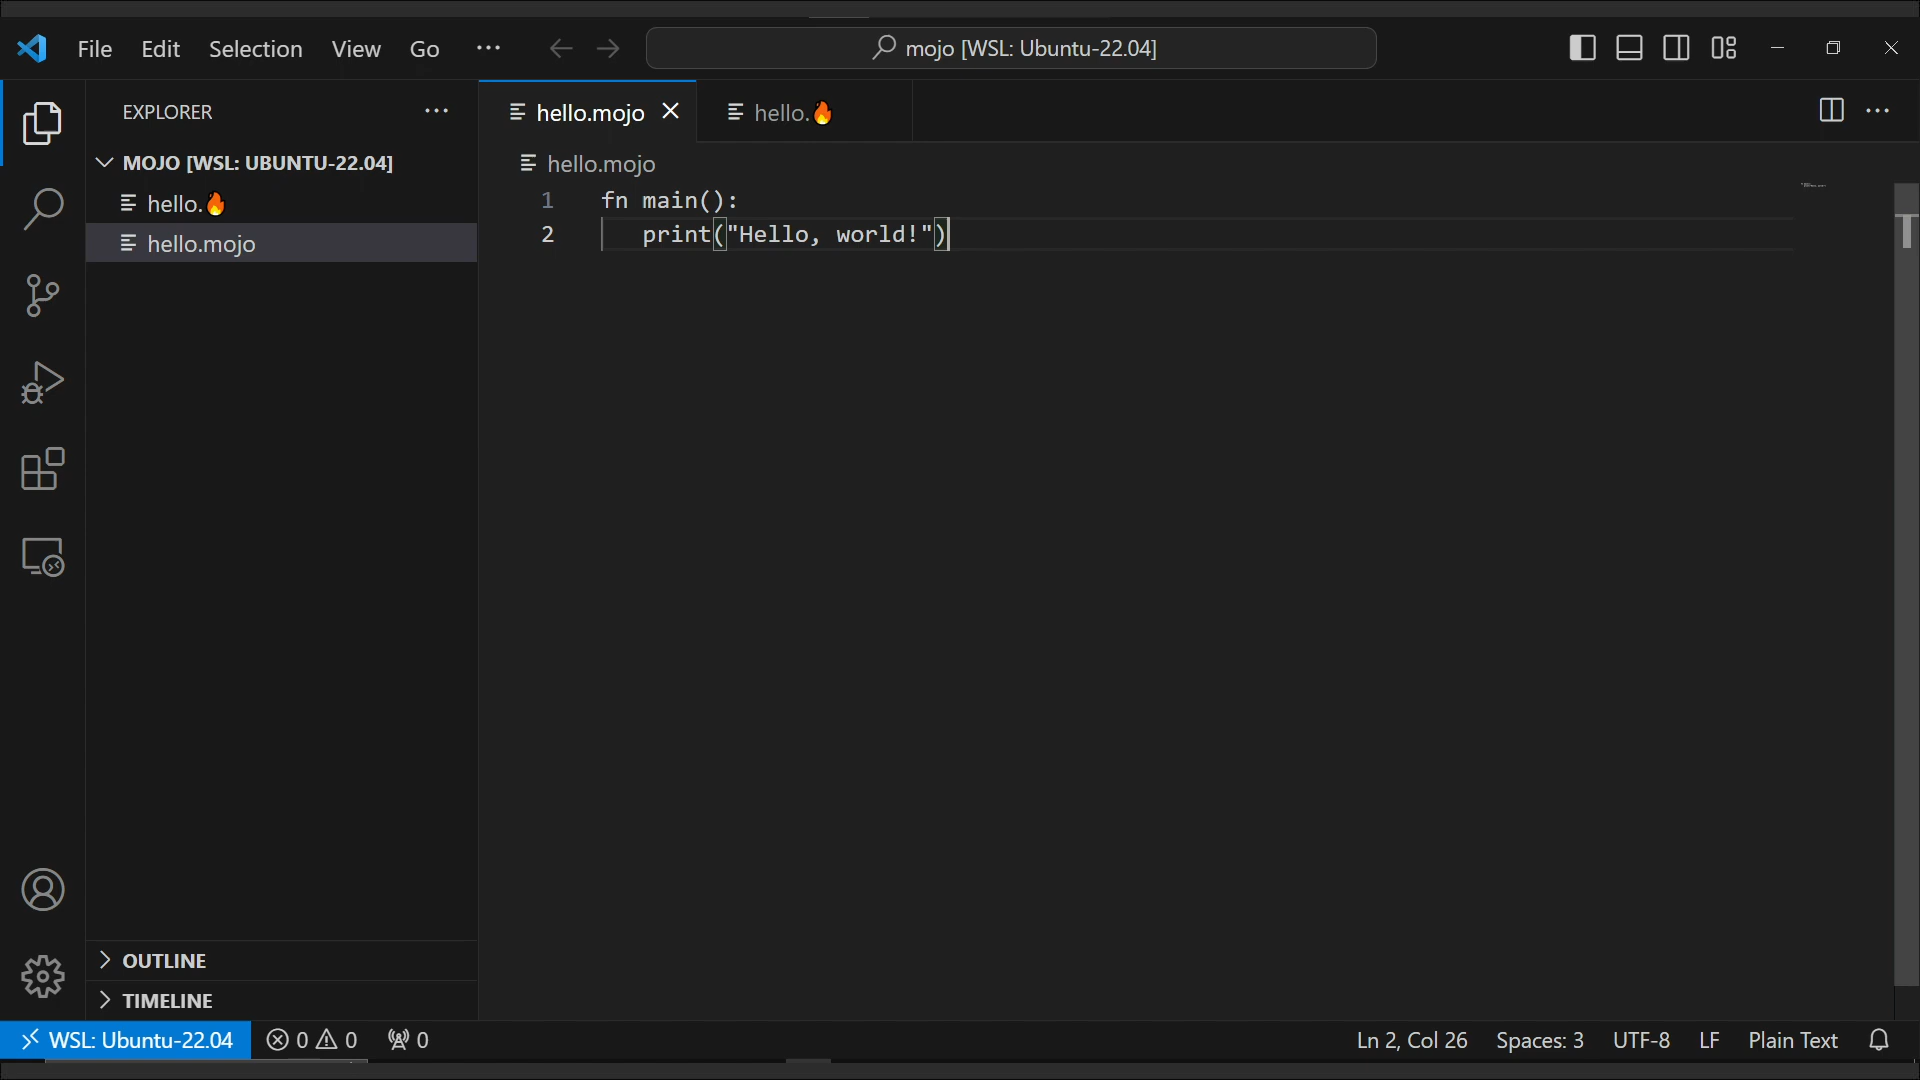 File Edit Selection View Go ··· mojo [WSL: Ubuntu-22.04]
EXPLORER ···
MOJO [WSL: UBUNTU-22.04]
hello.🔥
hello.mojo
OUTLINE
TIMELINE
hello.mojo hello.🔥 ···
hello.mojo
1 fn main():
2    print("Hello, world!")
WSL: Ubuntu-22.04 0 0 0 Ln 2, Col 26 Spaces: 3 UTF-8 LF Plain Text